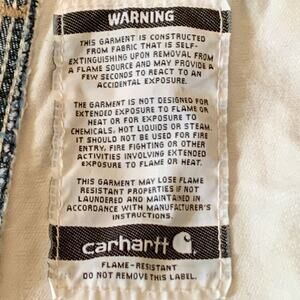 WARNING
THIS GARMENT IS CONSTRUCTED
FROM FABRIC THAT IS SELF-
EXTINGUISHING UPON REMOVAL FROM
A FLAME SOURCE AND MAY PROVIDE A
FEW SECONDS TO REACT TO AN
ACCIDENTAL EXPOSURE.
THE GARMENT IS NOT DESIGNED FOR
EXTENDED EXPOSURE TO FLAME OR
HEAT OR FOR EXPOSURE TO
CHEMICALS, HOT LIQUIDS OR STEAM.
IT SHOULD NOT BE USED FOR FIRE
ENTRY, FIRE FIGHTING OR OTHER
ACTIVITIES INVOLVING EXTENDED
EXPOSURE TO FLAME OR HEAT.
THIS GARMENT MAY LOSE FLAME
RESISTANT PROPERTIES IF NOT
LAUNDERED AND MAINTAINED IN
ACCORDANCE WITH MANUFACTURER'S
INSTRUCTIONS.
carhartt
FLAME-RESISTANT
DO NOT REMOVE THIS LABEL.